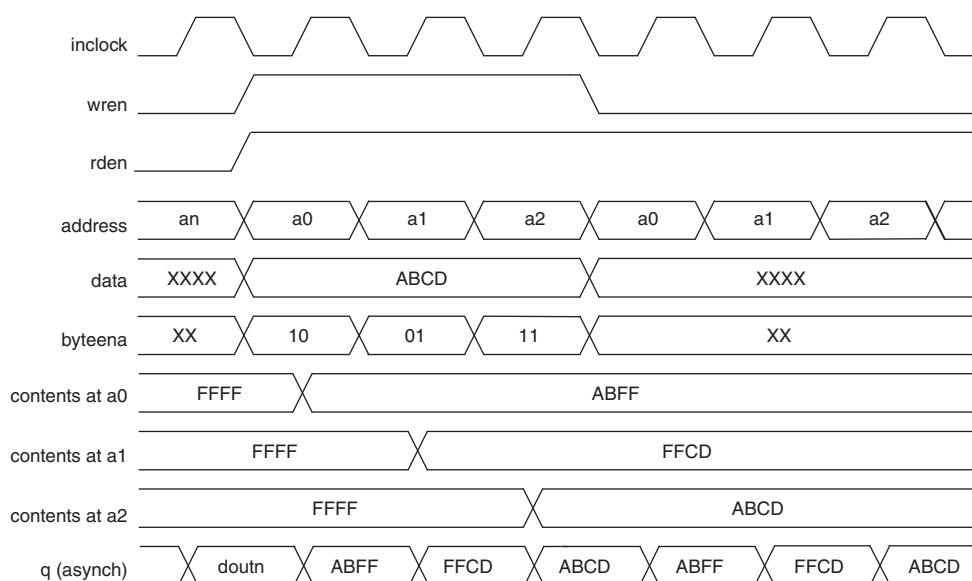 inclock
wren
rden
address an a0 a1 a2 a0 a1 a2
data XXXX ABCD XXXX
byteena XX 10 01 11 XX
contents at a0 FFFF ABFF
contents at a1 FFFF FFCD
contents at a2 FFFF ABCD
q (asynch) doutn ABFF FFCD ABCD ABFF FFCD ABCD